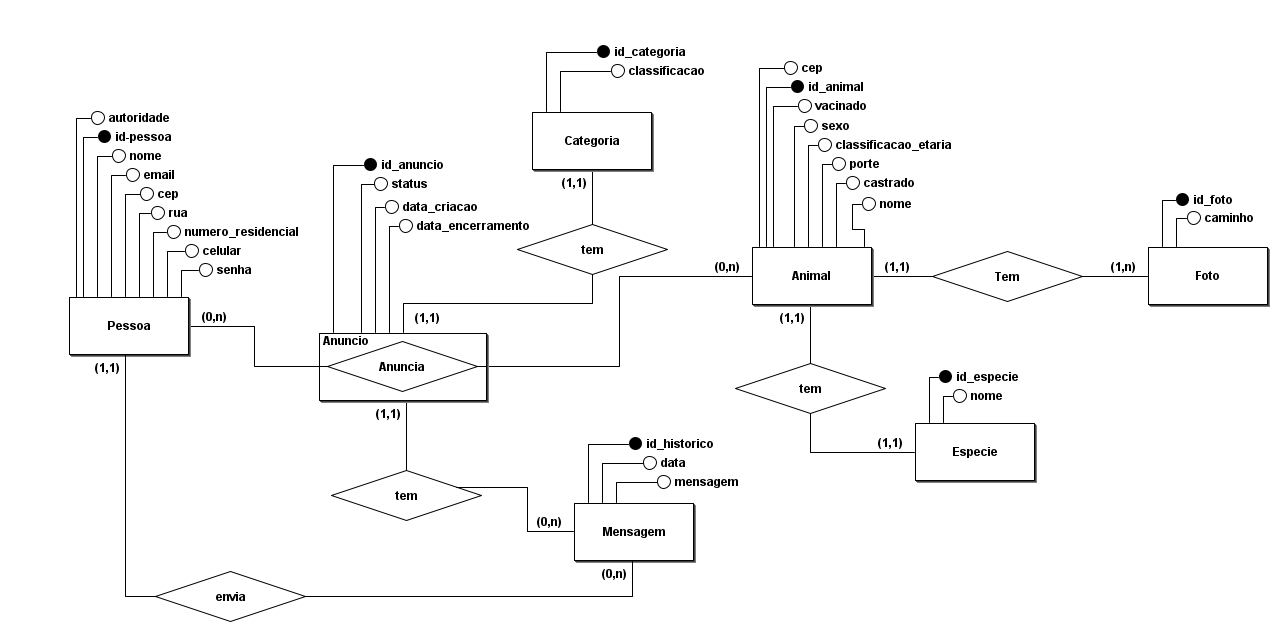 id_categoria
classificacao
Categoria
(1,1)
tem
cep
id_animal
vacinado
sexo
classificacao_etaria
porte
castrado
nome
(0,n)
Animal
(1,1)
Tem
(1,n)
id_foto
caminho
Foto
autoridade
id-pessoa
nome
email
cep
rua
numero_residencial
celular
senha
Pessoa
(0,n)
(1,1)
id_anuncio
status
data_criacao
data_encerramento
(1,1)
Anuncio
Anuncia
(1,1)
tem
(1,1)
tem
(1,1)
id_especie
nome
Especie
id_historico
data
mensagem
(0,n)
Mensagem
(0,n)
envia